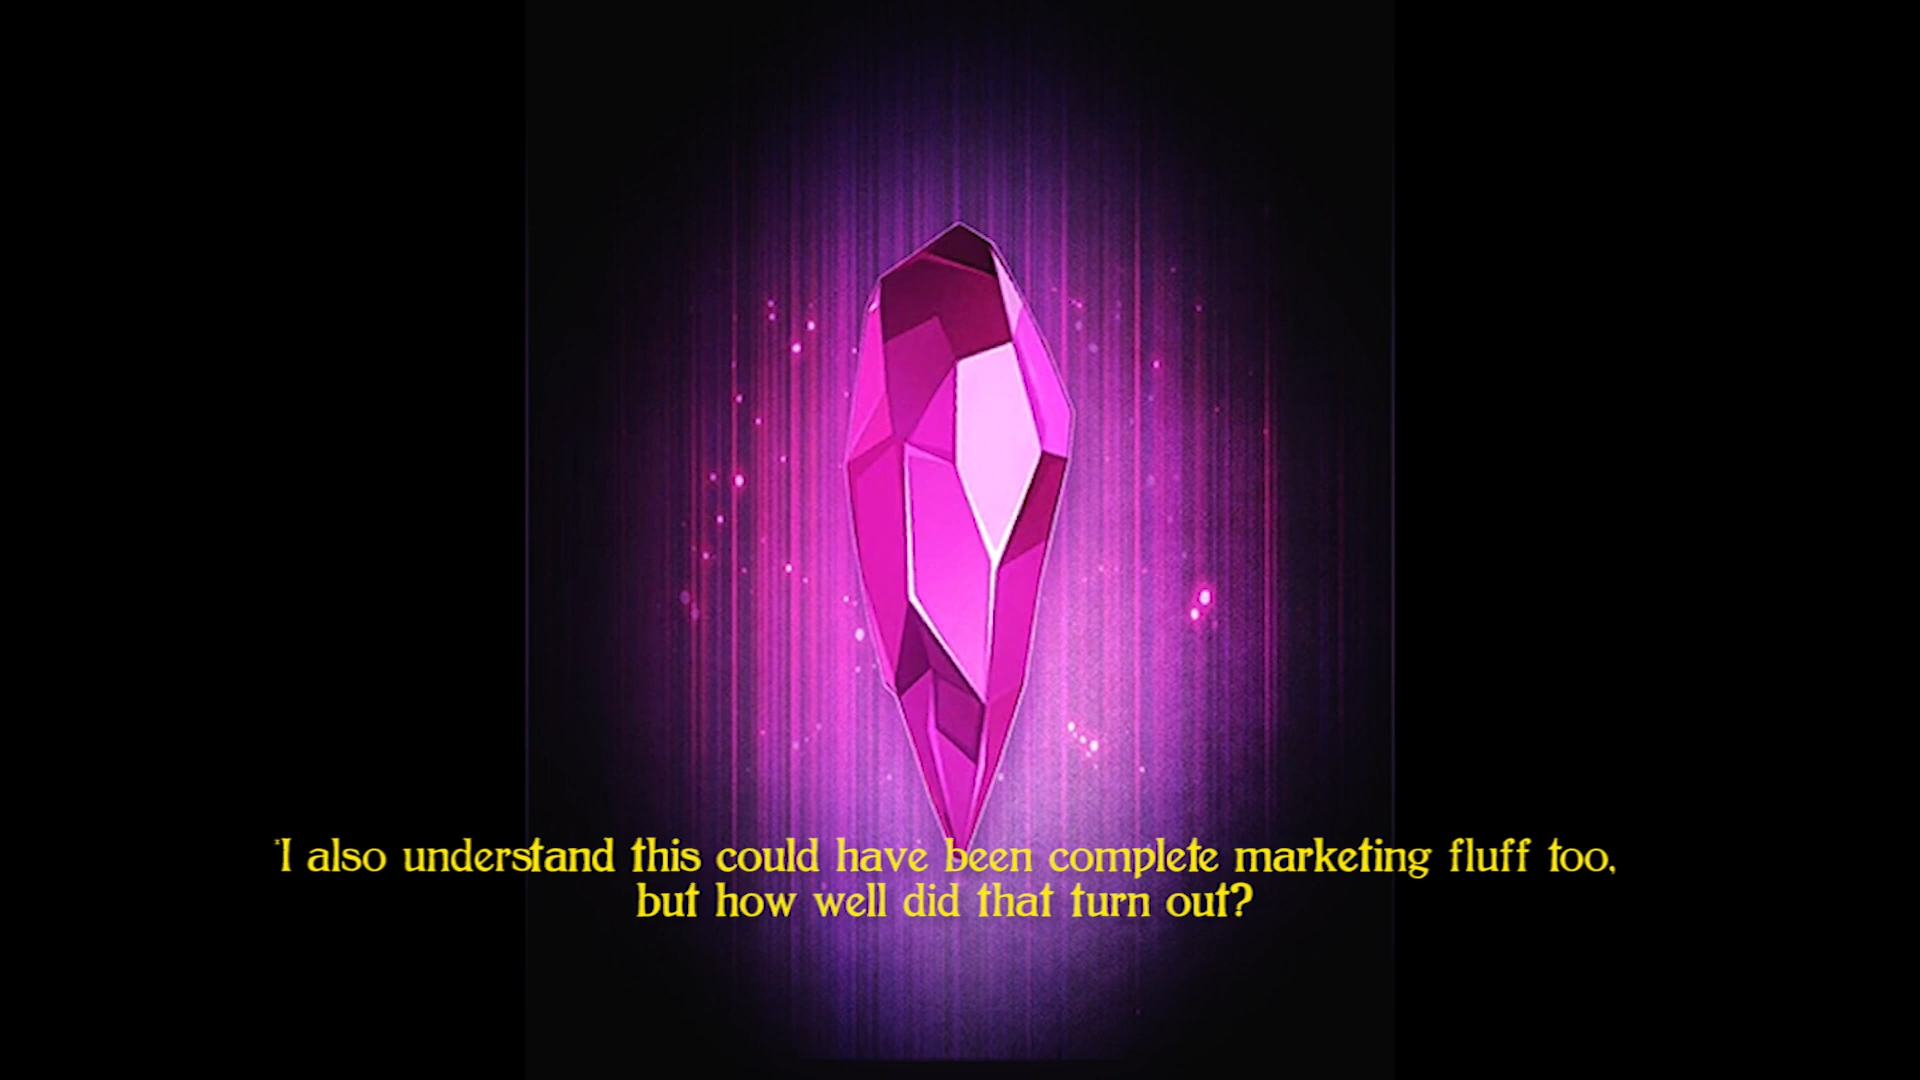 "I also understand this could have been complete marketing fluff too,
but how well did that turn out?